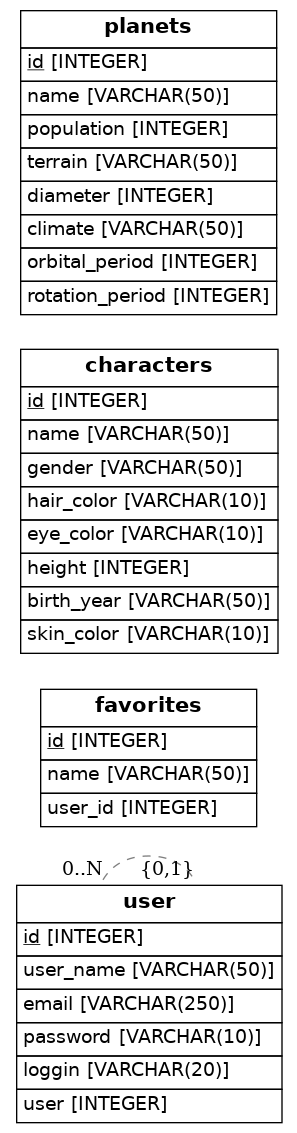 planets
id [INTEGER]
name [VARCHAR(50)]
population [INTEGER]
terrain [VARCHAR(50)]
diameter [INTEGER]
climate [VARCHAR(50)]
orbital_period [INTEGER]
rotation_period [INTEGER]
characters
id [INTEGER]
name [VARCHAR(50)]
gender [VARCHAR(50)]
hair_color [VARCHAR(10)]
eye_color [VARCHAR(10)]
height [INTEGER]
birth_year [VARCHAR(50)]
skin_color [VARCHAR(10)]
favorites
id [INTEGER]
name [VARCHAR(50)]
user_id [INTEGER]
0..N {0,1}
user
id [INTEGER]
user_name [VARCHAR(50)]
email [VARCHAR(250)]
password [VARCHAR(10)]
loggin [VARCHAR(20)]
user [INTEGER]